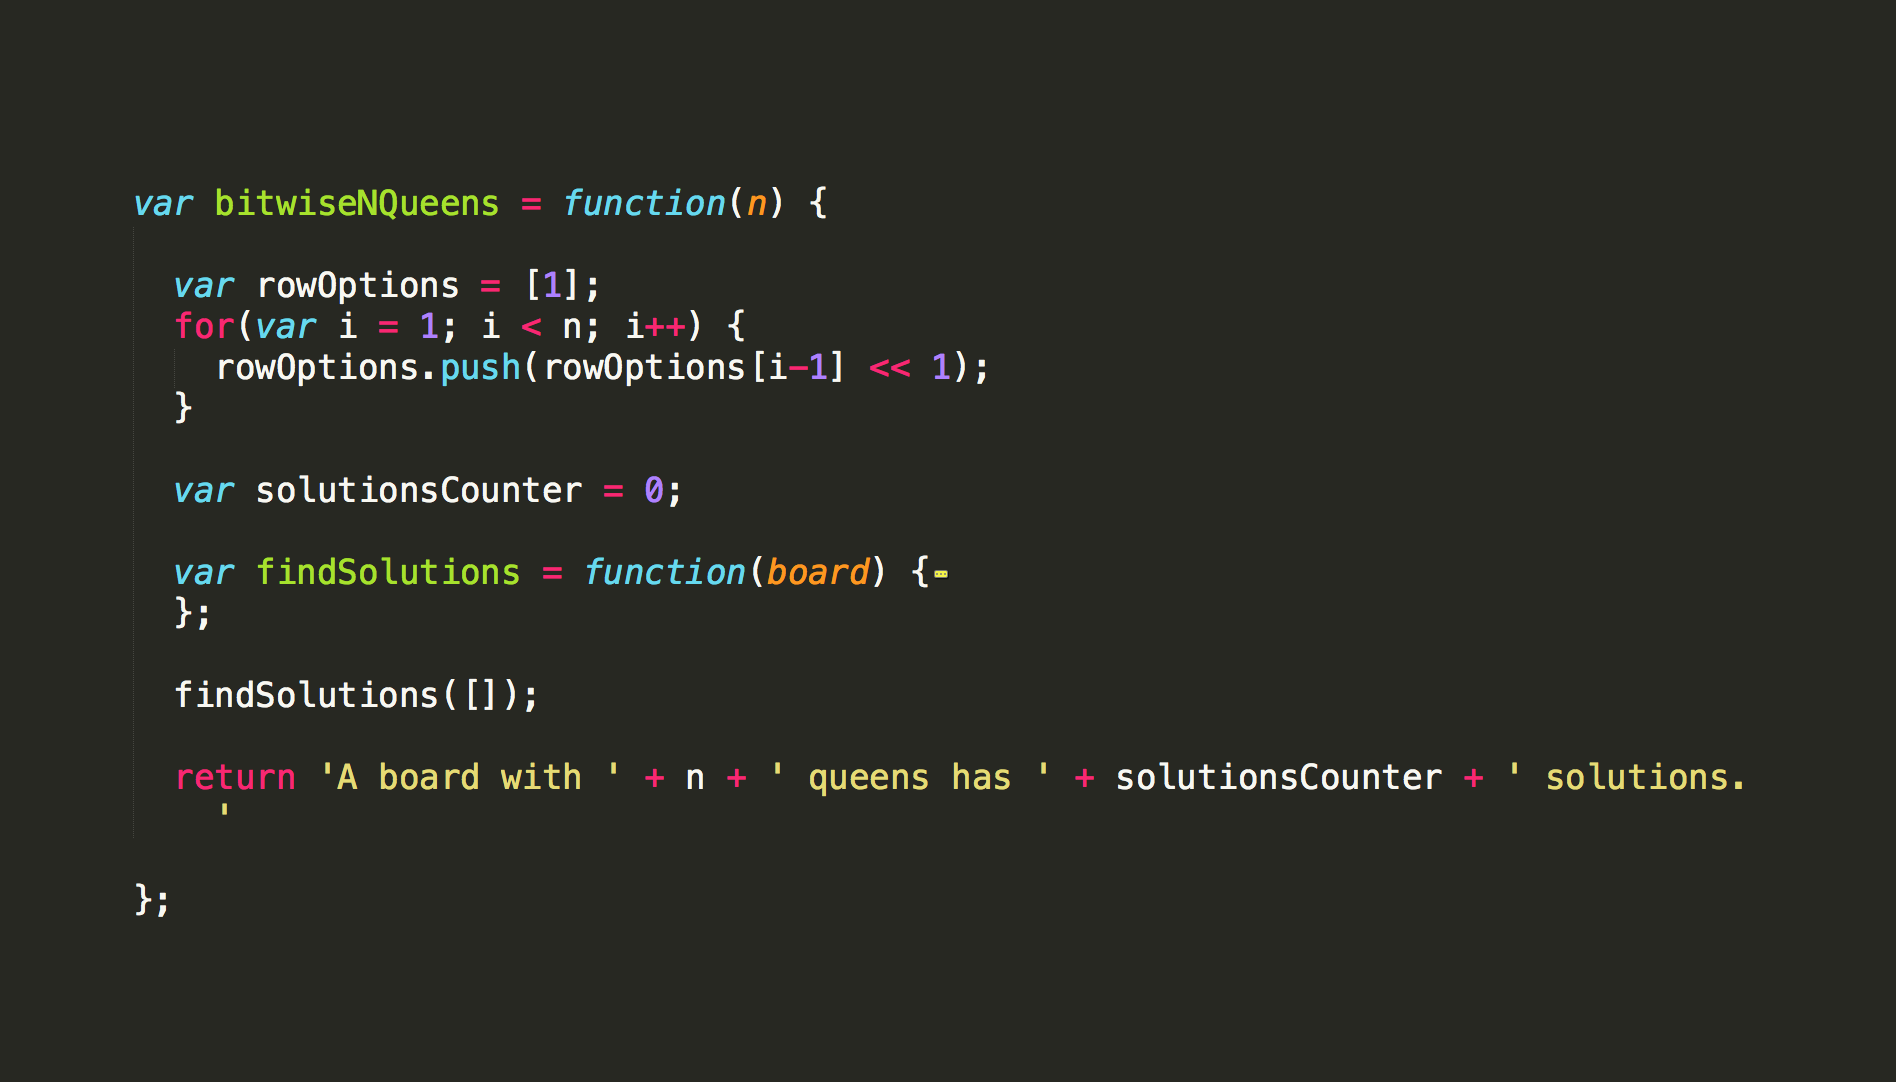 var bitwiseNQueens = function(n) {
var rowOptions = [1];
for(var i = 1; i < n; i++) {
rowOptions.push(rowOptions[i-1] << 1);
}
var solutionsCounter = 0;
var findSolutions = function(board) {
};
findSolutions([]);
return 'A board with ' + n + ' queens has ' + solutionsCounter + ' solutions.
'
};